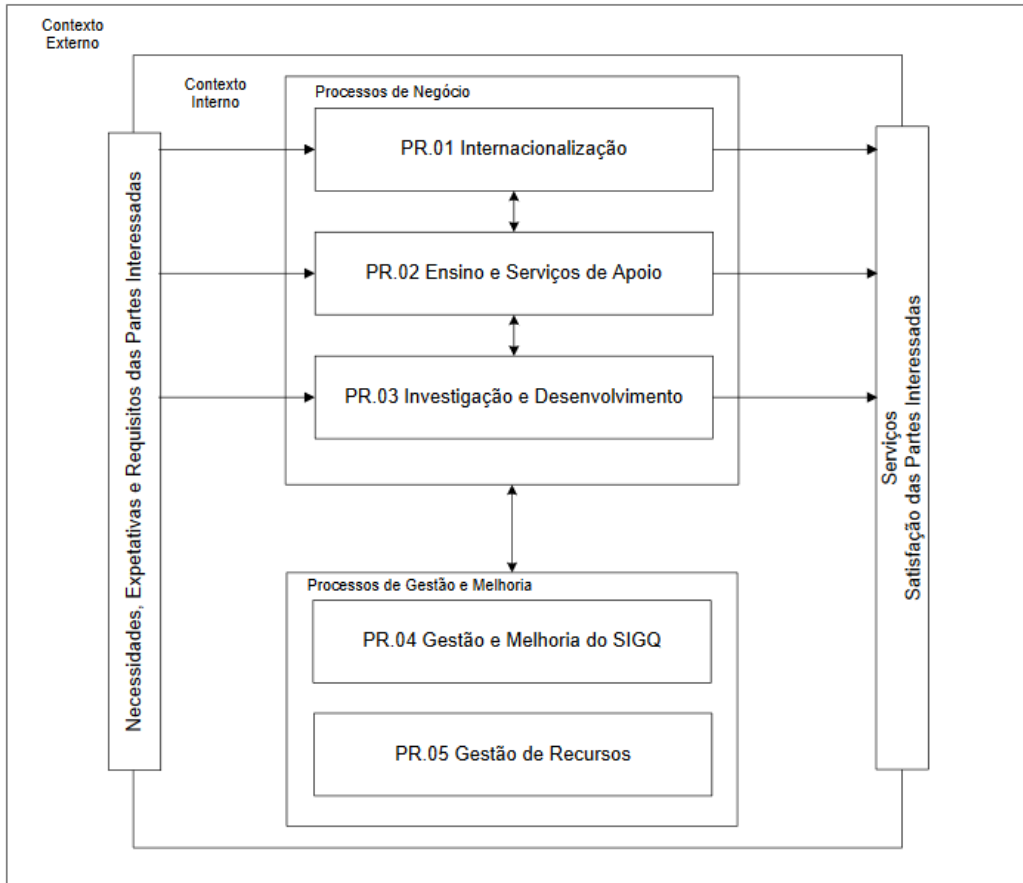 Contexto
Externo
Contexto
Interno
Processos de Negócio
PR.01 Internacionalização
PR.02 Ensino e Serviços de Apoio
PR.03 Investigação e Desenvolvimento
Necessidades, Expetativas e Requisitos das Partes Interessadas
Serviços
Satisfação das Partes Interessadas
Processos de Gestão e Melhoria
PR.04 Gestão e Melhoria do SIGQ
PR.05 Gestão de Recursos